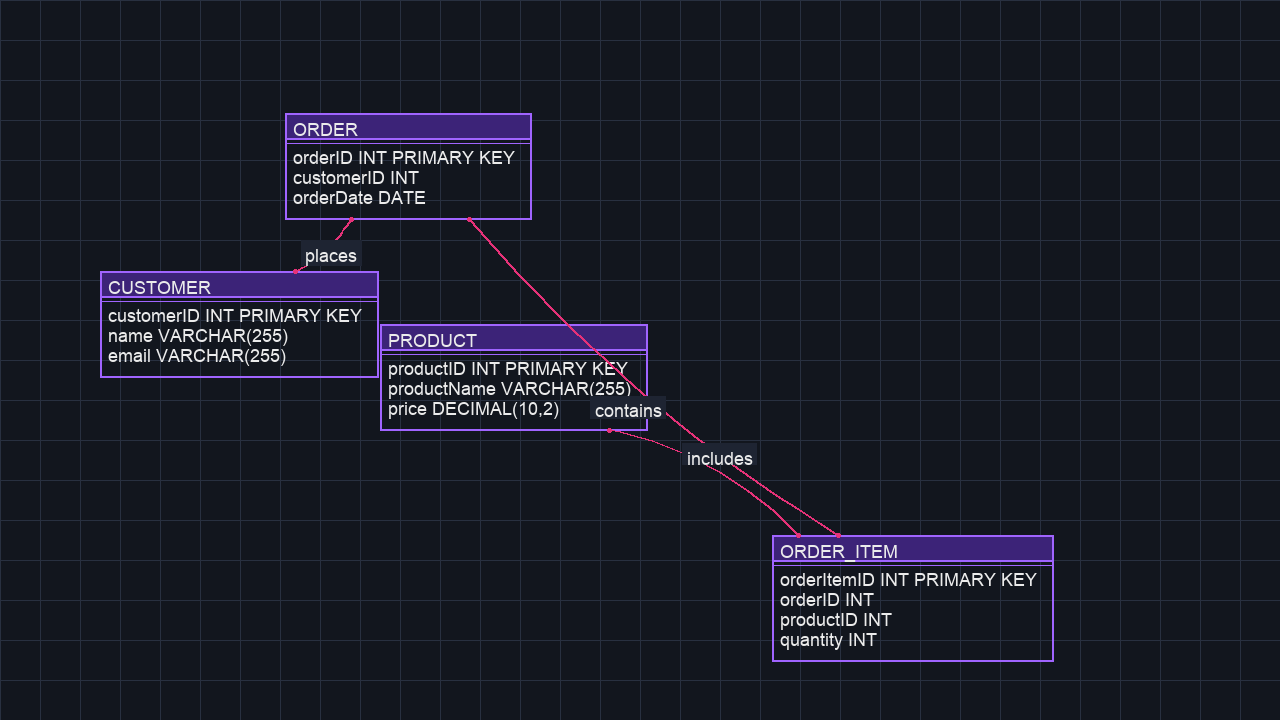 ORDER
orderID INT PRIMARY KEY
customerID INT
orderDate DATE
places
CUSTOMER
customerID INT PRIMARY KEY
name VARCHAR(255)
email VARCHAR(255)
PRODUCT
productID INT PRIMARY KEY
productName VARCHAR(255)
price DECIMAL(10,2)
contains
includes
ORDER_ITEM
orderItemID INT PRIMARY KEY
orderID INT
productID INT
quantity INT